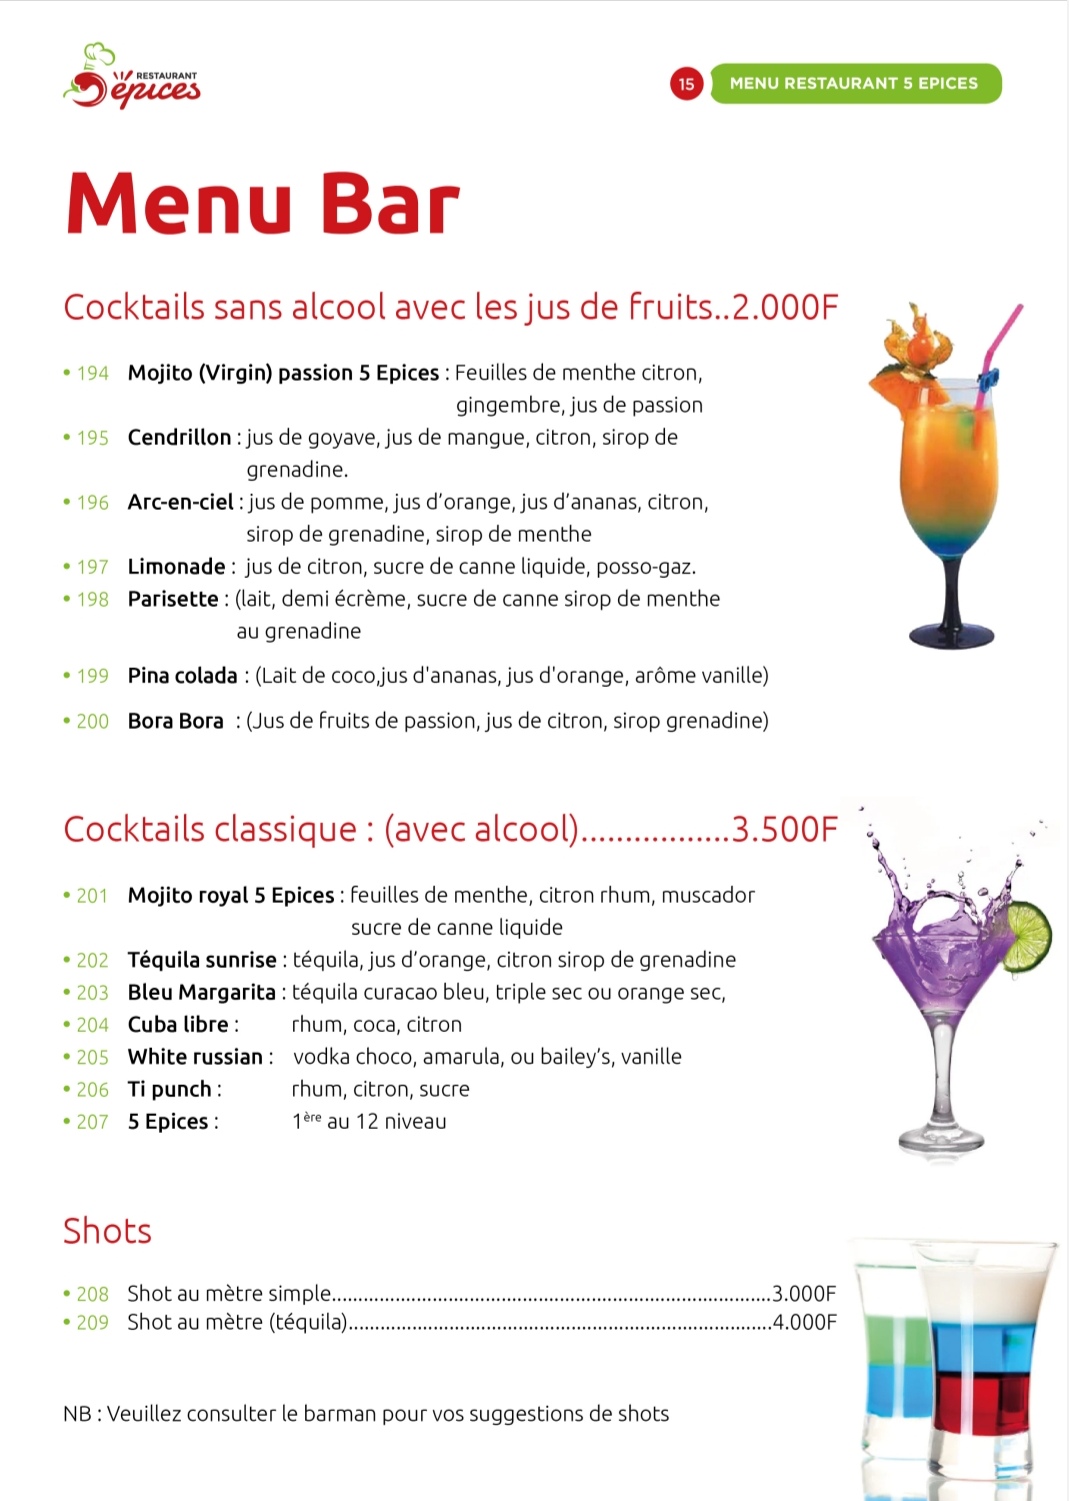 RESTAURANT
5 épices
15 MENU RESTAURANT 5 EPICES
Menu Bar
Cocktails sans alcool avec les jus de fruits..2.000F
• 194 Mojito (Virgin) passion 5 Epices : Feuilles de menthe citron,
gingembre, jus de passion
• 195 Cendrillon : jus de goyave, jus de mangue, citron, sirop de
grenadine.
• 196 Arc-en-ciel : jus de pomme, jus d’orange, jus d’ananas, citron,
sirop de grenadine, sirop de menthe
• 197 Limonade : jus de citron, sucre de canne liquide, posso-gaz.
• 198 Parisette : (lait, demi écrème, sucre de canne sirop de menthe
au grenadine
• 199 Pina colada : (Lait de coco,jus d'ananas, jus d'orange, arôme vanille)
• 200 Bora Bora : (Jus de fruits de passion, jus de citron, sirop grenadine)
Cocktails classique : (avec alcool).................3.500F
• 201 Mojito royal 5 Epices : feuilles de menthe, citron rhum, muscador
sucre de canne liquide
• 202 Téquila sunrise : téquila, jus d’orange, citron sirop de grenadine
• 203 Bleu Margarita : téquila curacao bleu, triple sec ou orange sec,
• 204 Cuba libre : rhum, coca, citron
• 205 White russian : vodka choco, amarula, ou bailey’s, vanille
• 206 Ti punch : rhum, citron, sucre
• 207 5 Epices : 1ère au 12 niveau
Shots
• 208 Shot au mètre simple....................................................................................3.000F
• 209 Shot au mètre (téquila).................................................................................4.000F
NB : Veuillez consulter le barman pour vos suggestions de shots